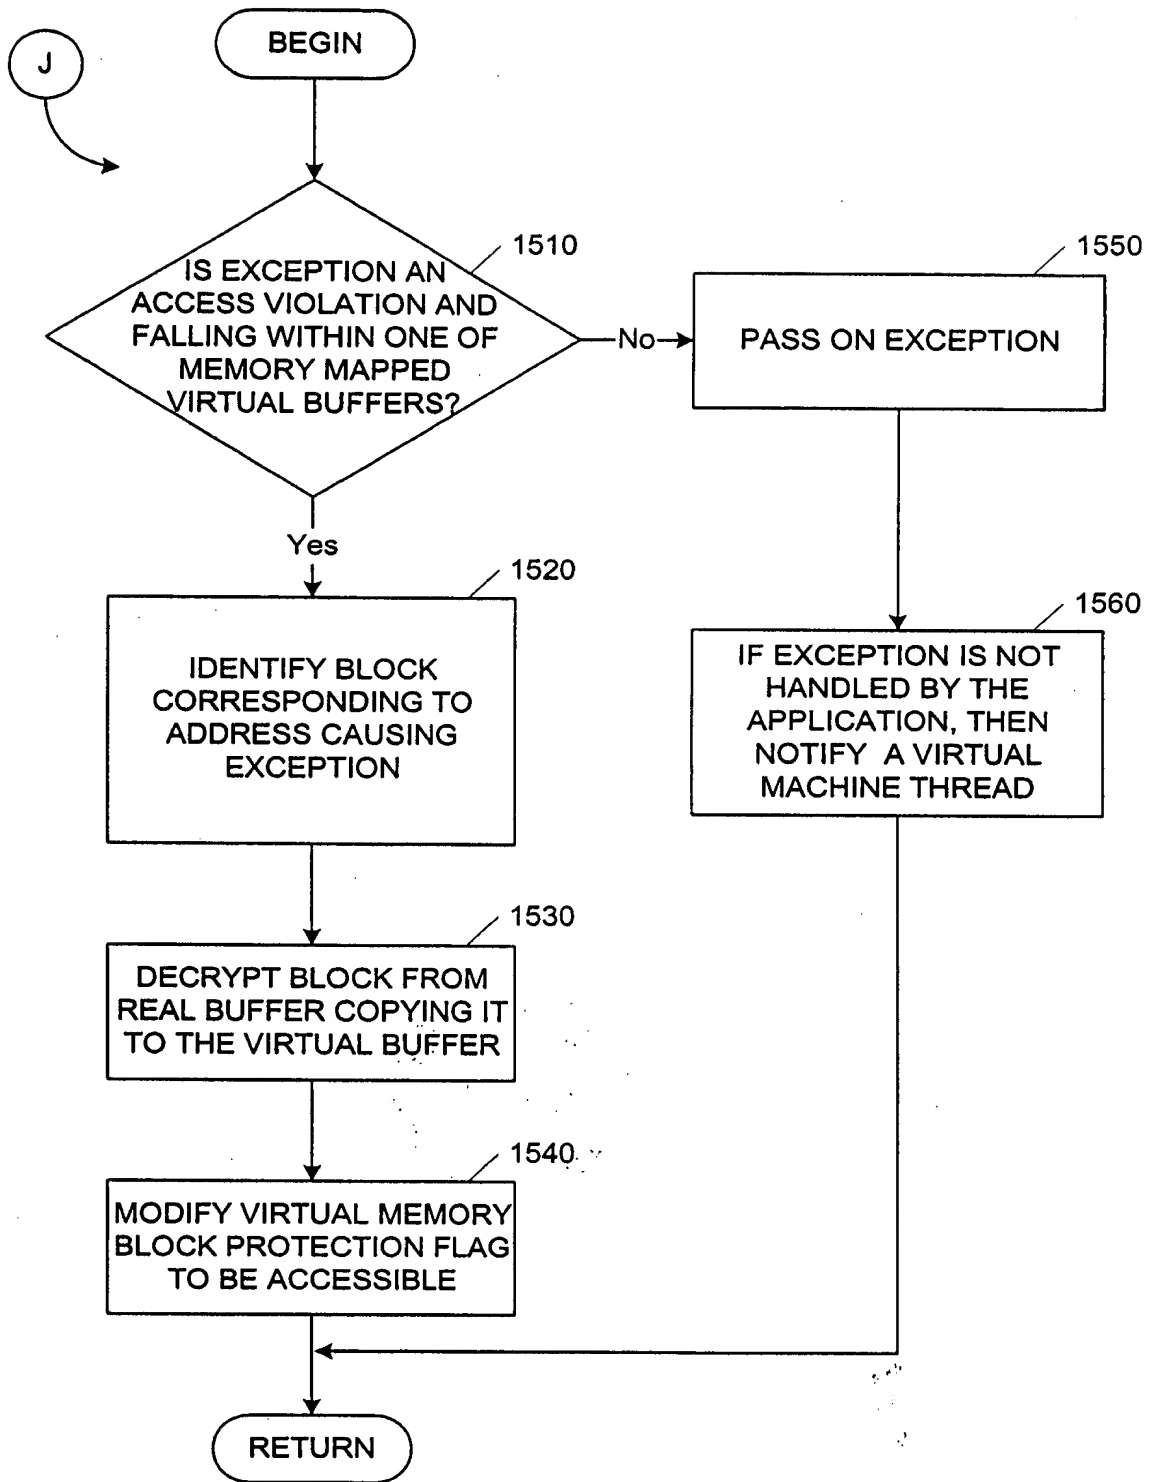 J
BEGIN
1510
IS EXCEPTION AN
ACCESS VIOLATION AND
FALLING WITHIN ONE OF
MEMORY MAPPED
VIRTUAL BUFFERS?
No
1550
PASS ON EXCEPTION
Yes
1520
IDENTIFY BLOCK
CORRESPONDING TO
ADDRESS CAUSING
EXCEPTION
1560
IF EXCEPTION IS NOT
HANDLED BY THE
APPLICATION, THEN
NOTIFY A VIRTUAL
MACHINE THREAD
1530
DECRYPT BLOCK FROM
REAL BUFFER COPYING IT
TO THE VIRTUAL BUFFER
1540
MODIFY VIRTUAL MEMORY
BLOCK PROTECTION FLAG
TO BE ACCESSIBLE
RETURN